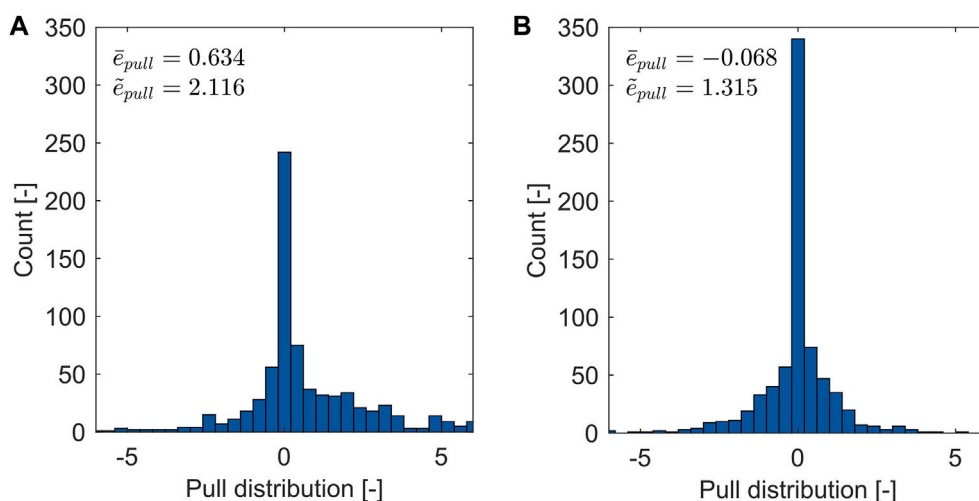 A
ē_pull = 0.634
ẽ_pull = 2.116
350
300
250
200
150
100
50
0
Count [-]
-5
0
5
Pull distribution [-]
B
ē_pull = −0.068
ẽ_pull = 1.315
350
300
250
200
150
100
50
0
Count [-]
-5
0
5
Pull distribution [-]